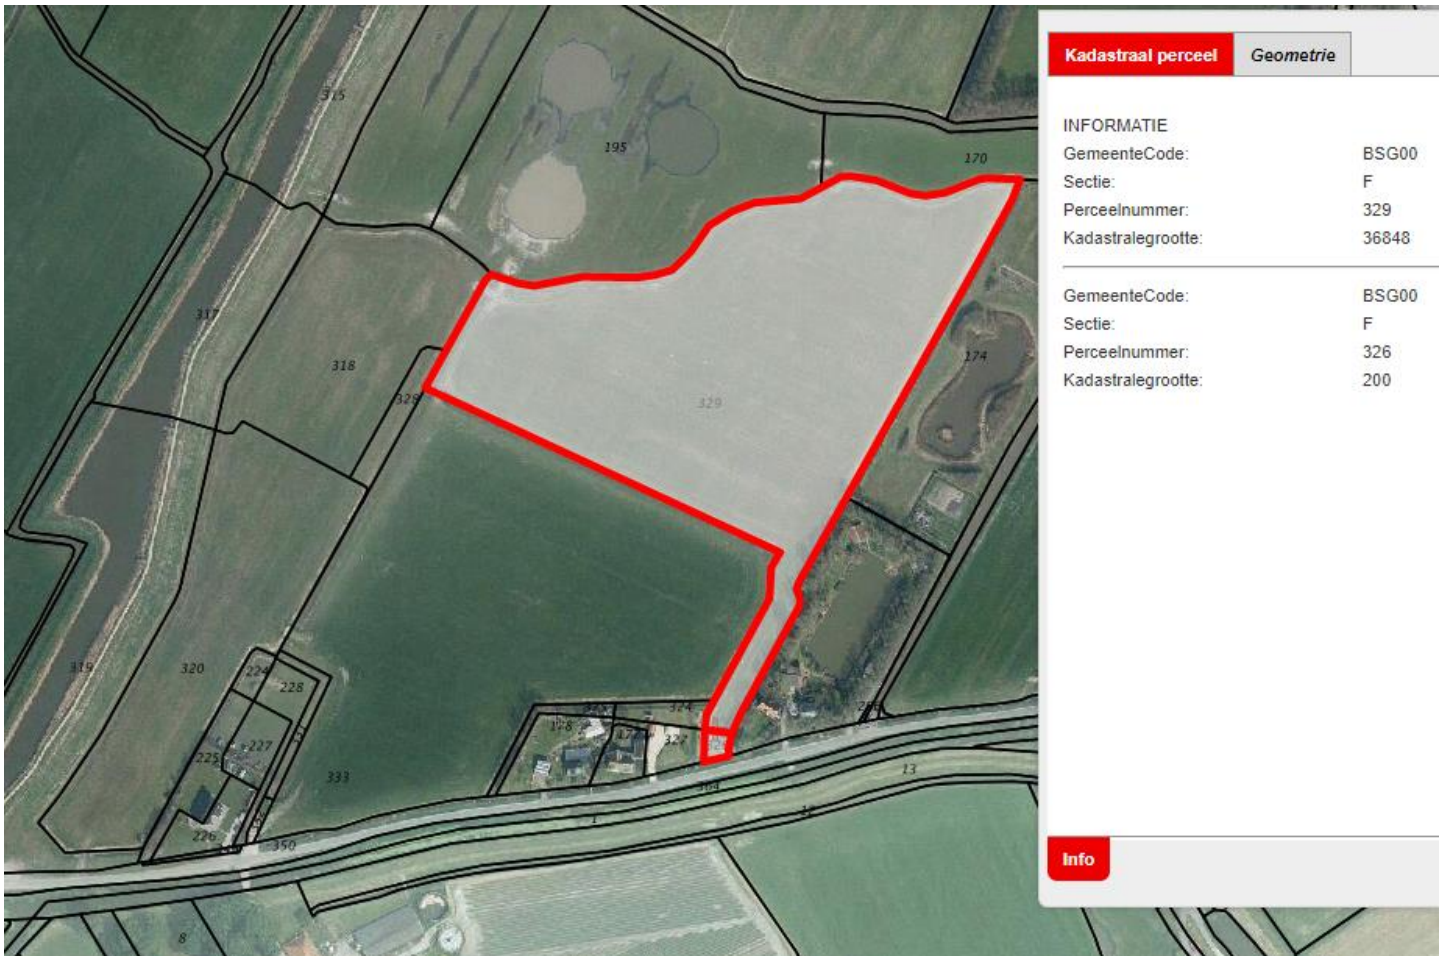 Kadastraal perceel
Geometrie
INFORMATIE
GemeenteCode: BSG00
Sectie: F
Perceelnummer: 329
Kadastralegrootte: 36848
GemeenteCode: BSG00
Sectie: F
Perceelnummer: 326
Kadastralegrootte: 200
Info
315
195
170
317
318
174
328
329
319
320
224
228
324
178
327
227
225
333
13
1
226
350
8